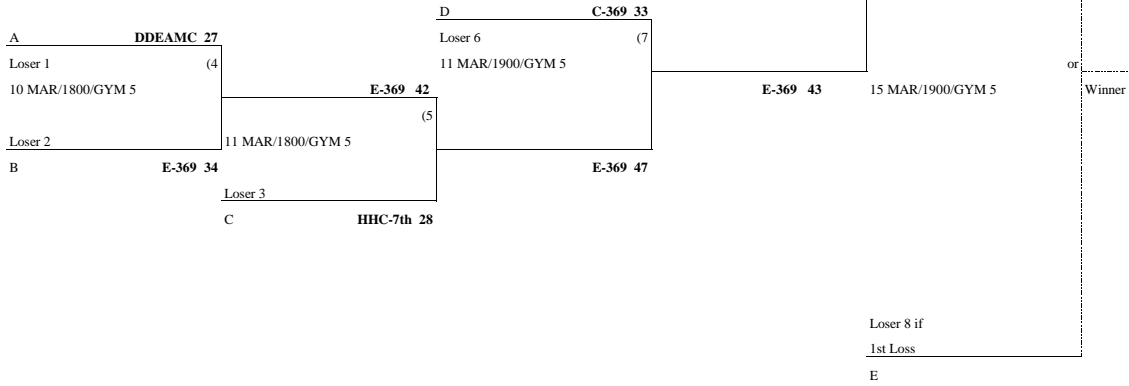 D C-369 33
A DDEAMC 27 Loser 6 (7
Loser 1 (4 11 MAR/1900/GYM 5 or
10 MAR/1800/GYM 5 E-369 42 E-369 43 15 MAR/1900/GYM 5 Winner
(5
Loser 2 11 MAR/1800/GYM 5
B E-369 34 E-369 47
Loser 3
C HHC-7th 28
Loser 8 if
1st Loss
E